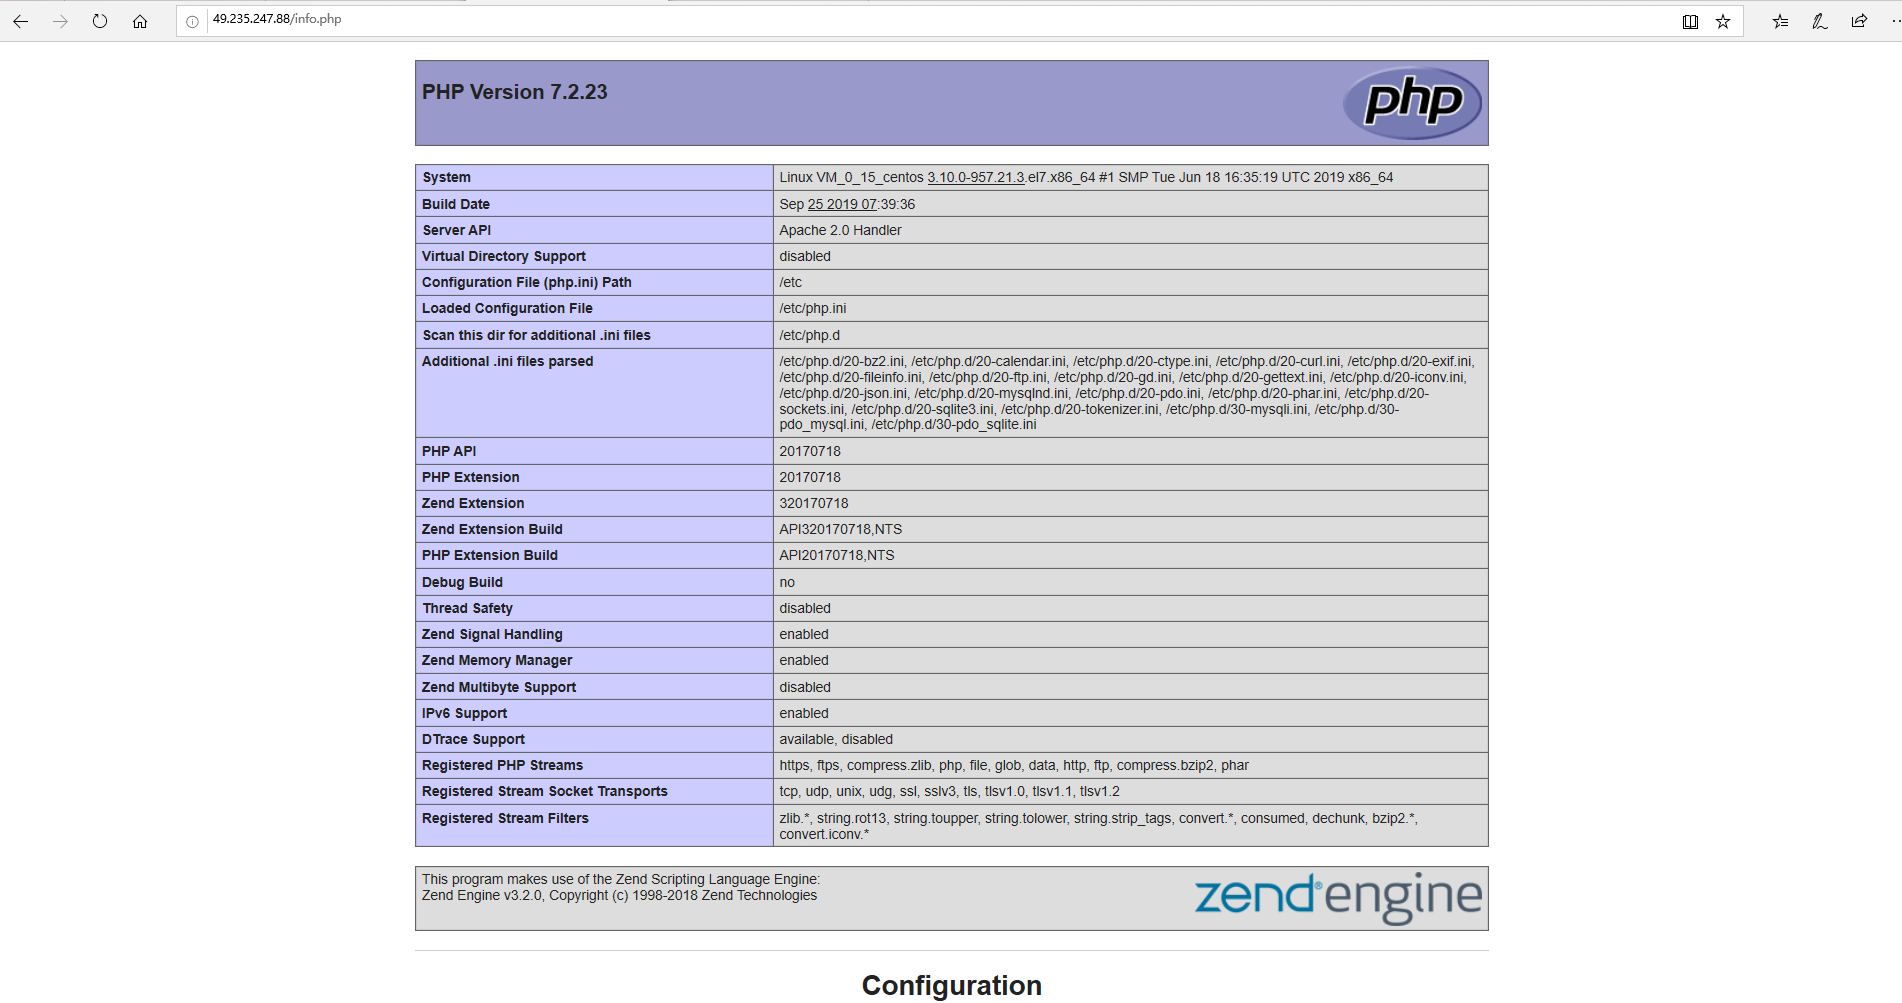 49.235.247.88/info.php
PHP Version 7.2.23
php
System Linux VM_0_15_centos 3.10.0-957.21.3.el7.x86_64 #1 SMP Tue Jun 18 16:35:19 UTC 2019 x86_64
Build Date Sep 25 2019 07:39:36
Server API Apache 2.0 Handler
Virtual Directory Support disabled
Configuration File (php.ini) Path /etc
Loaded Configuration File /etc/php.ini
Scan this dir for additional .ini files /etc/php.d
Additional .ini files parsed /etc/php.d/20-bz2.ini, /etc/php.d/20-calendar.ini, /etc/php.d/20-ctype.ini, /etc/php.d/20-curl.ini, /etc/php.d/20-exif.ini,
/etc/php.d/20-fileinfo.ini, /etc/php.d/20-ftp.ini, /etc/php.d/20-gd.ini, /etc/php.d/20-gettext.ini, /etc/php.d/20-iconv.ini,
/etc/php.d/20-json.ini, /etc/php.d/20-mysqlnd.ini, /etc/php.d/20-pdo.ini, /etc/php.d/20-phar.ini, /etc/php.d/20-
sockets.ini, /etc/php.d/20-sqlite3.ini, /etc/php.d/20-tokenizer.ini, /etc/php.d/30-mysqli.ini, /etc/php.d/30-
pdo_mysql.ini, /etc/php.d/30-pdo_sqlite.ini
PHP API 20170718
PHP Extension 20170718
Zend Extension 320170718
Zend Extension Build API320170718,NTS
PHP Extension Build API20170718,NTS
Debug Build no
Thread Safety disabled
Zend Signal Handling enabled
Zend Memory Manager enabled
Zend Multibyte Support disabled
IPv6 Support enabled
DTrace Support available, disabled
Registered PHP Streams https, ftps, compress.zlib, php, file, glob, data, http, ftp, compress.bzip2, phar
Registered Stream Socket Transports tcp, udp, unix, udg, ssl, sslv3, tls, tlsv1.0, tlsv1.1, tlsv1.2
Registered Stream Filters zlib.*, string.rot13, string.toupper, string.tolower, string.strip_tags, convert.*, consumed, dechunk, bzip2.*,
convert.iconv.*
This program makes use of the Zend Scripting Language Engine:
Zend Engine v3.2.0, Copyright (c) 1998-2018 Zend Technologies
zend® engine
Configuration